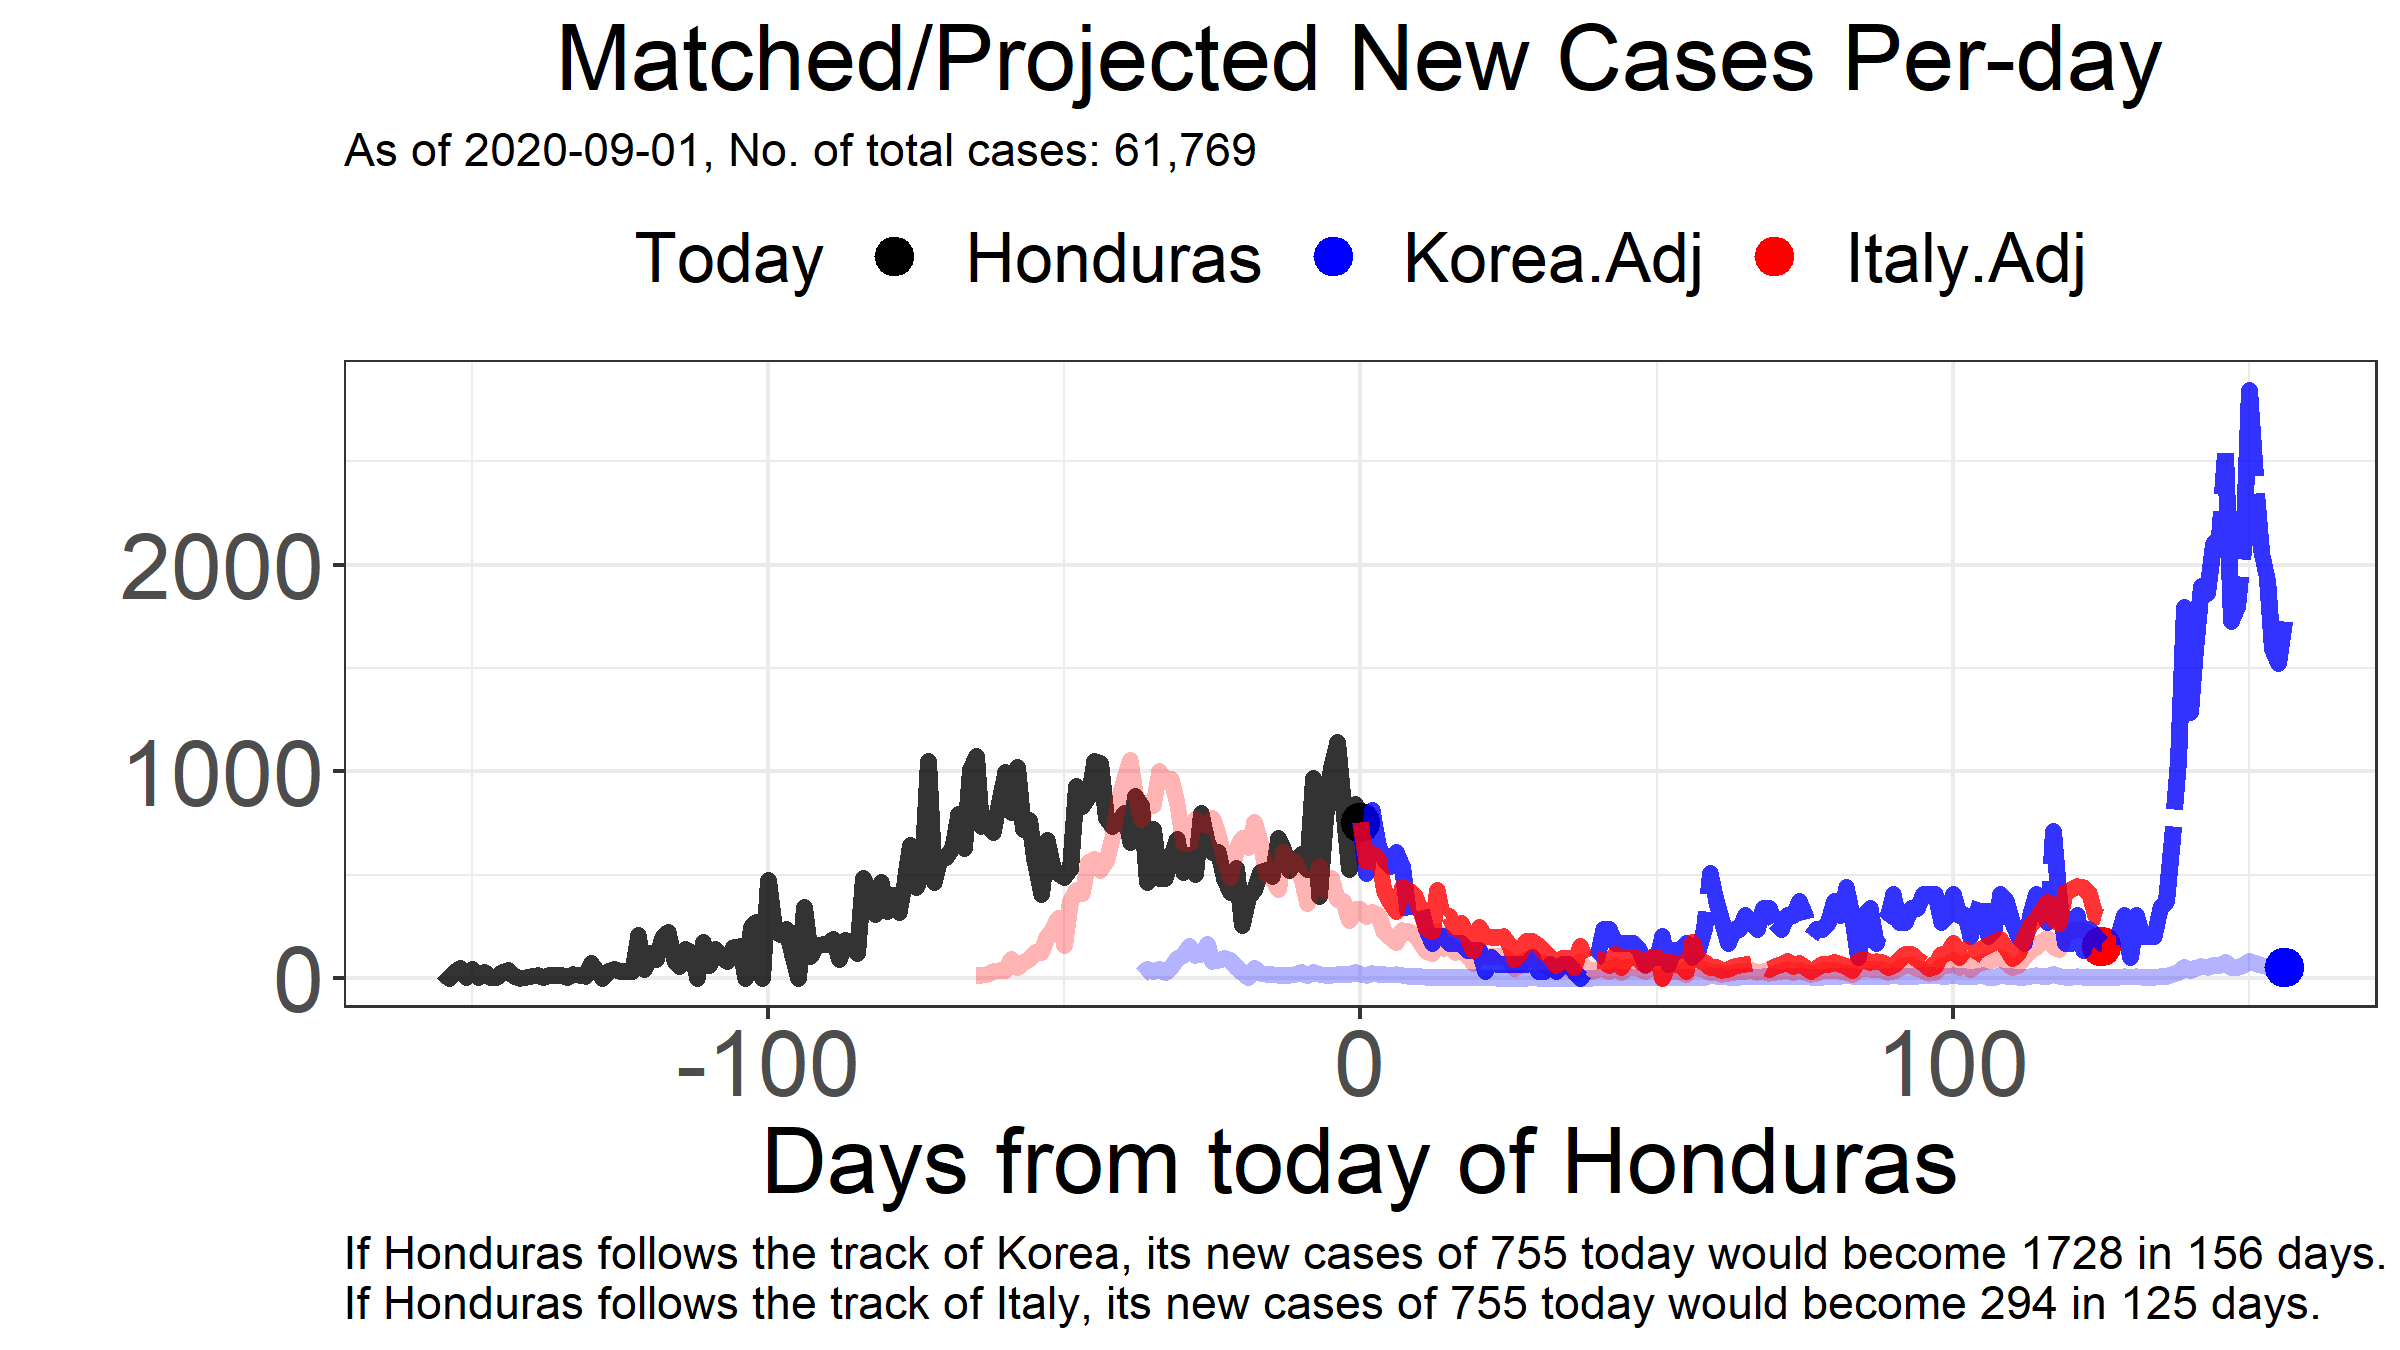 Matched/Projected New Cases Per-day
As of 2020-09-01, No. of total cases: 61,769
Today Honduras Korea.Adj Italy.Adj
2000
1000
0
-100 0 100
Days from today of Honduras
If Honduras follows the track of Korea, its new cases of 755 today would become 1728 in 156 days.
If Honduras follows the track of Italy, its new cases of 755 today would become 294 in 125 days.